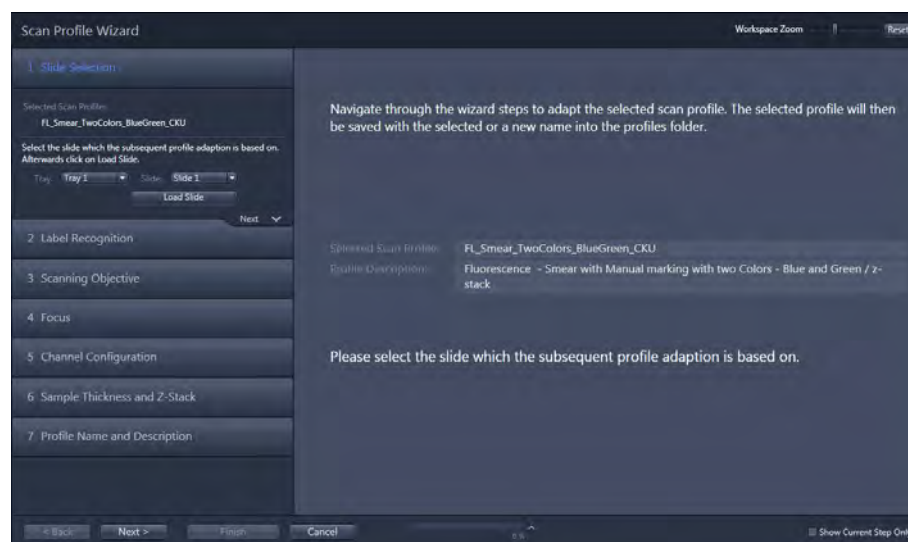 Scan Profile Wizard
Workspace Zoom
Reset
1 Slide Selection
Selected Scan Profile:
FL_Smear_TwoColors_BlueGreen_CKU
Select the slide which the subsequent profile adaption is based on.
Afterwards click on Load Slide.
Tray: Tray 1 Slide: Slide 1
Load Slide
Next
2 Label Recognition
3 Scanning Objective
4 Focus
5 Channel Configuration
6 Sample Thickness and Z-Stack
7 Profile Name and Description
Navigate through the wizard steps to adapt the selected scan profile. The selected profile will then
be saved with the selected or a new name into the profiles folder.
Selected Scan Profile: FL_Smear_TwoColors_BlueGreen_CKU
Profile Description: Fluorescence - Smear with Manual marking with two Colors - Blue and Green / z-
stack
Please select the slide which the subsequent profile adaption is based on.
< Back Next > Finish Cancel
Show Current Step Onl